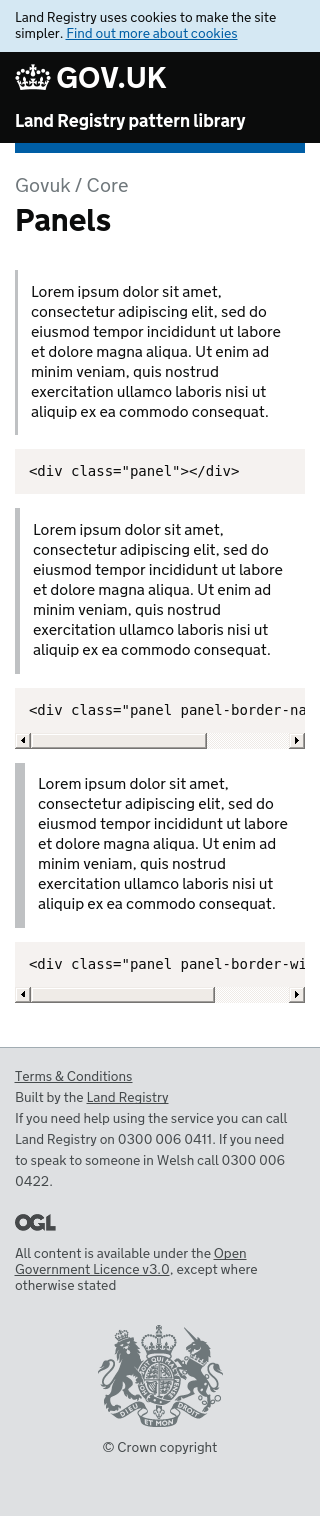 Land Registry uses cookies to make the site
simpler. Find out more about cookies
GOV.UK
Land Registry pattern library
Govuk / Core
Panels
Lorem ipsum dolor sit amet,
consectetur adipiscing elit, sed do
eiusmod tempor incididunt ut labore
et dolore magna aliqua. Ut enim ad
minim veniam, quis nostrud
exercitation ullamco laboris nisi ut
aliquip ex ea commodo consequat.
<div class="panel"></div>
Lorem ipsum dolor sit amet,
consectetur adipiscing elit, sed do
eiusmod tempor incididunt ut labore
et dolore magna aliqua. Ut enim ad
minim veniam, quis nostrud
exercitation ullamco laboris nisi ut
aliquip ex ea commodo consequat.
<div class="panel panel-border-na
Lorem ipsum dolor sit amet,
consectetur adipiscing elit, sed do
eiusmod tempor incididunt ut labore
et dolore magna aliqua. Ut enim ad
minim veniam, quis nostrud
exercitation ullamco laboris nisi ut
aliquip ex ea commodo consequat.
<div class="panel panel-border-wi
Terms & Conditions
Built by the Land Registry
If you need help using the service you can call
Land Registry on 0300 006 0411. If you need
to speak to someone in Welsh call 0300 006
0422.
OGL
All content is available under the Open
Government Licence v3.0, except where
otherwise stated
DIEU ET MON DROIT
© Crown copyright